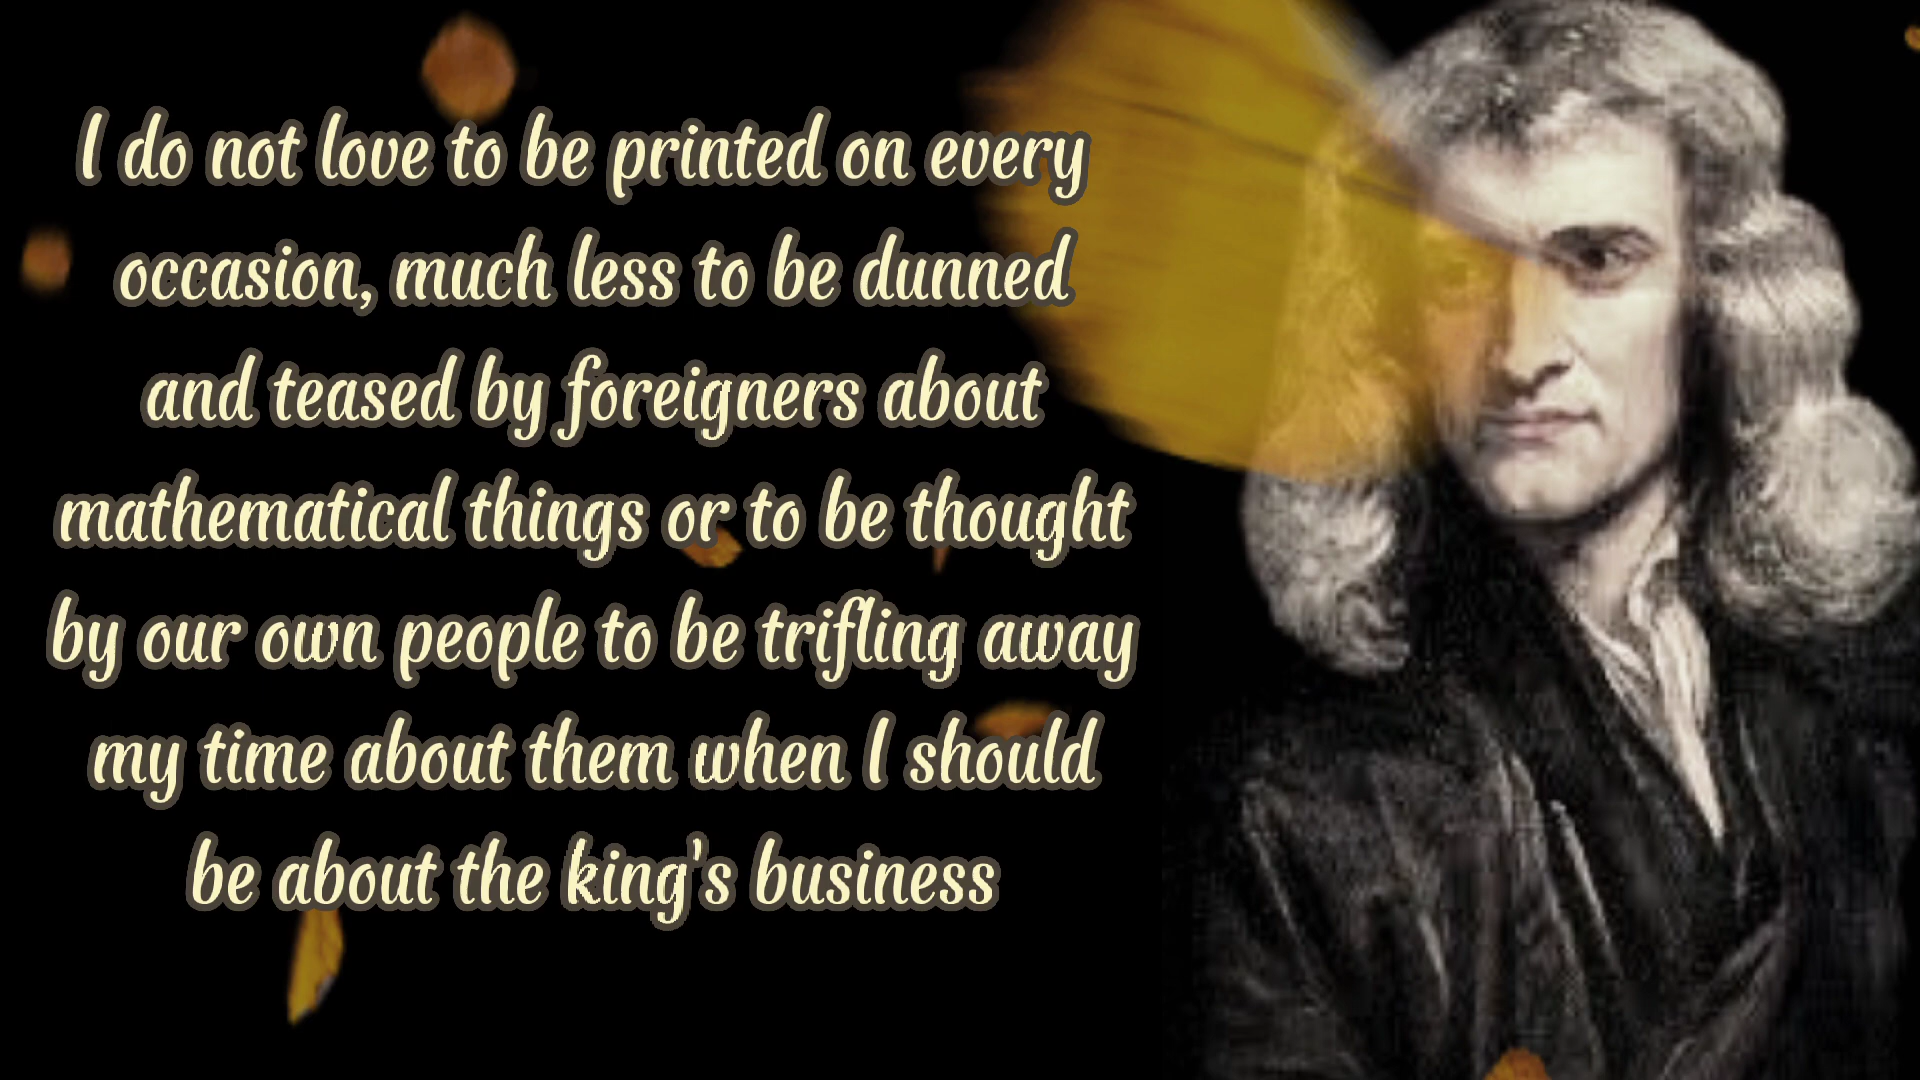 I do not love to be printed on every
occasion, much less to be dunned
and teased by foreigners about
mathematical things or to be thought
by our own people to be trifling away
my time about them when I should
be about the king's business